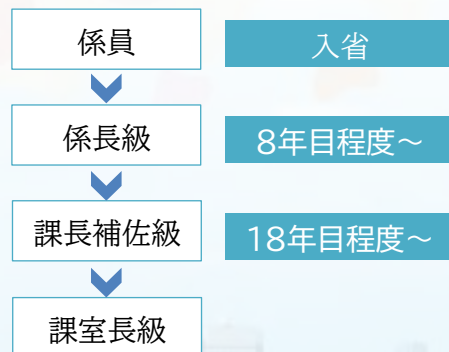 係員
入省
係長級
8年目程度～
課長補佐級
18年目程度～
課室長級